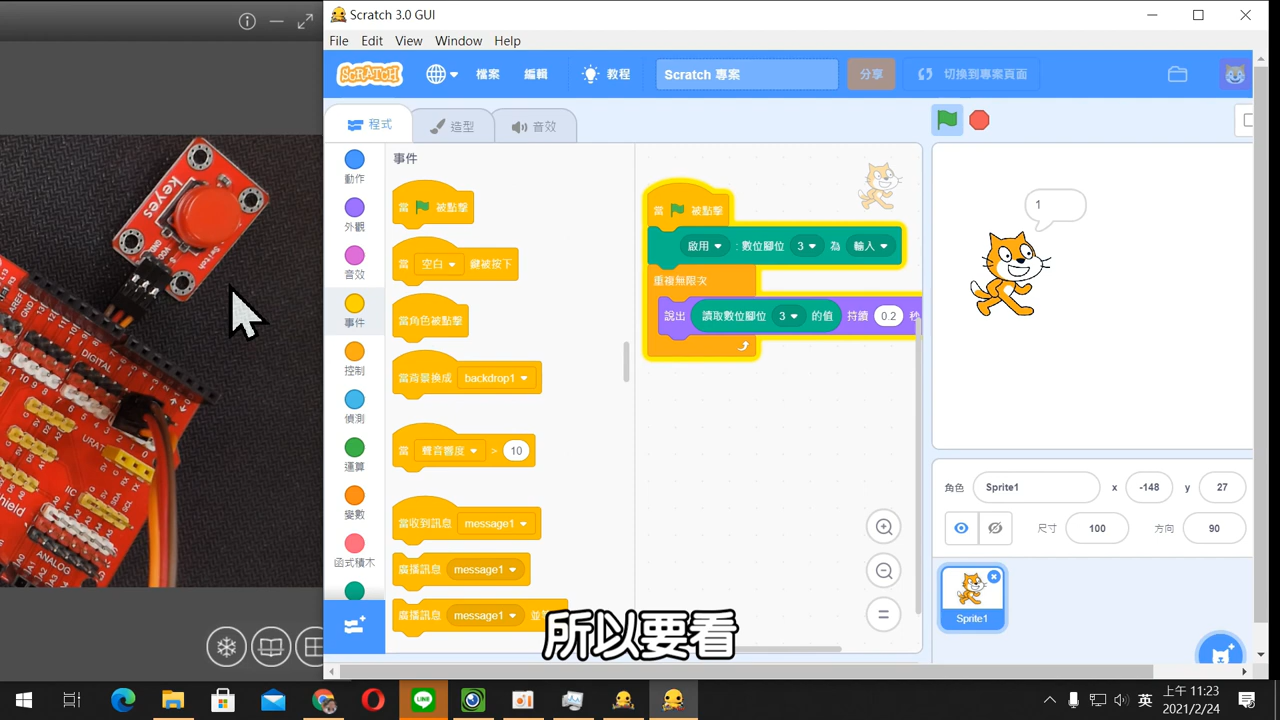 Scratch 3.0 GUI
File Edit View Window Help
SCRATCH 檔案 編輯 教程 Scratch 專案 分享 切換到專案頁面
程式 造型 音效
動作
外觀
音效
事件
控制
偵測
運算
變數
函式積木
事件
當 被點擊
當 空白 鍵被按下
當角色被點擊
當背景換成 backdrop1
當 聲音響度 > 10
當收到訊息 message1
廣播訊息 message1
廣播訊息 message1
當 被點擊
啟用 : 數位腳位 3 為 輸入
重複無限次
說出 讀取數位腳位 3 的值 持續 0.2 秒
1
角色 Sprite1 x -148 y 27
尺寸 100 方向 90
Sprite1
keyes
DIGITAL
URAT
IIC
ANALOG
所以要看
LINE
英
上午 11:23
2021/2/24